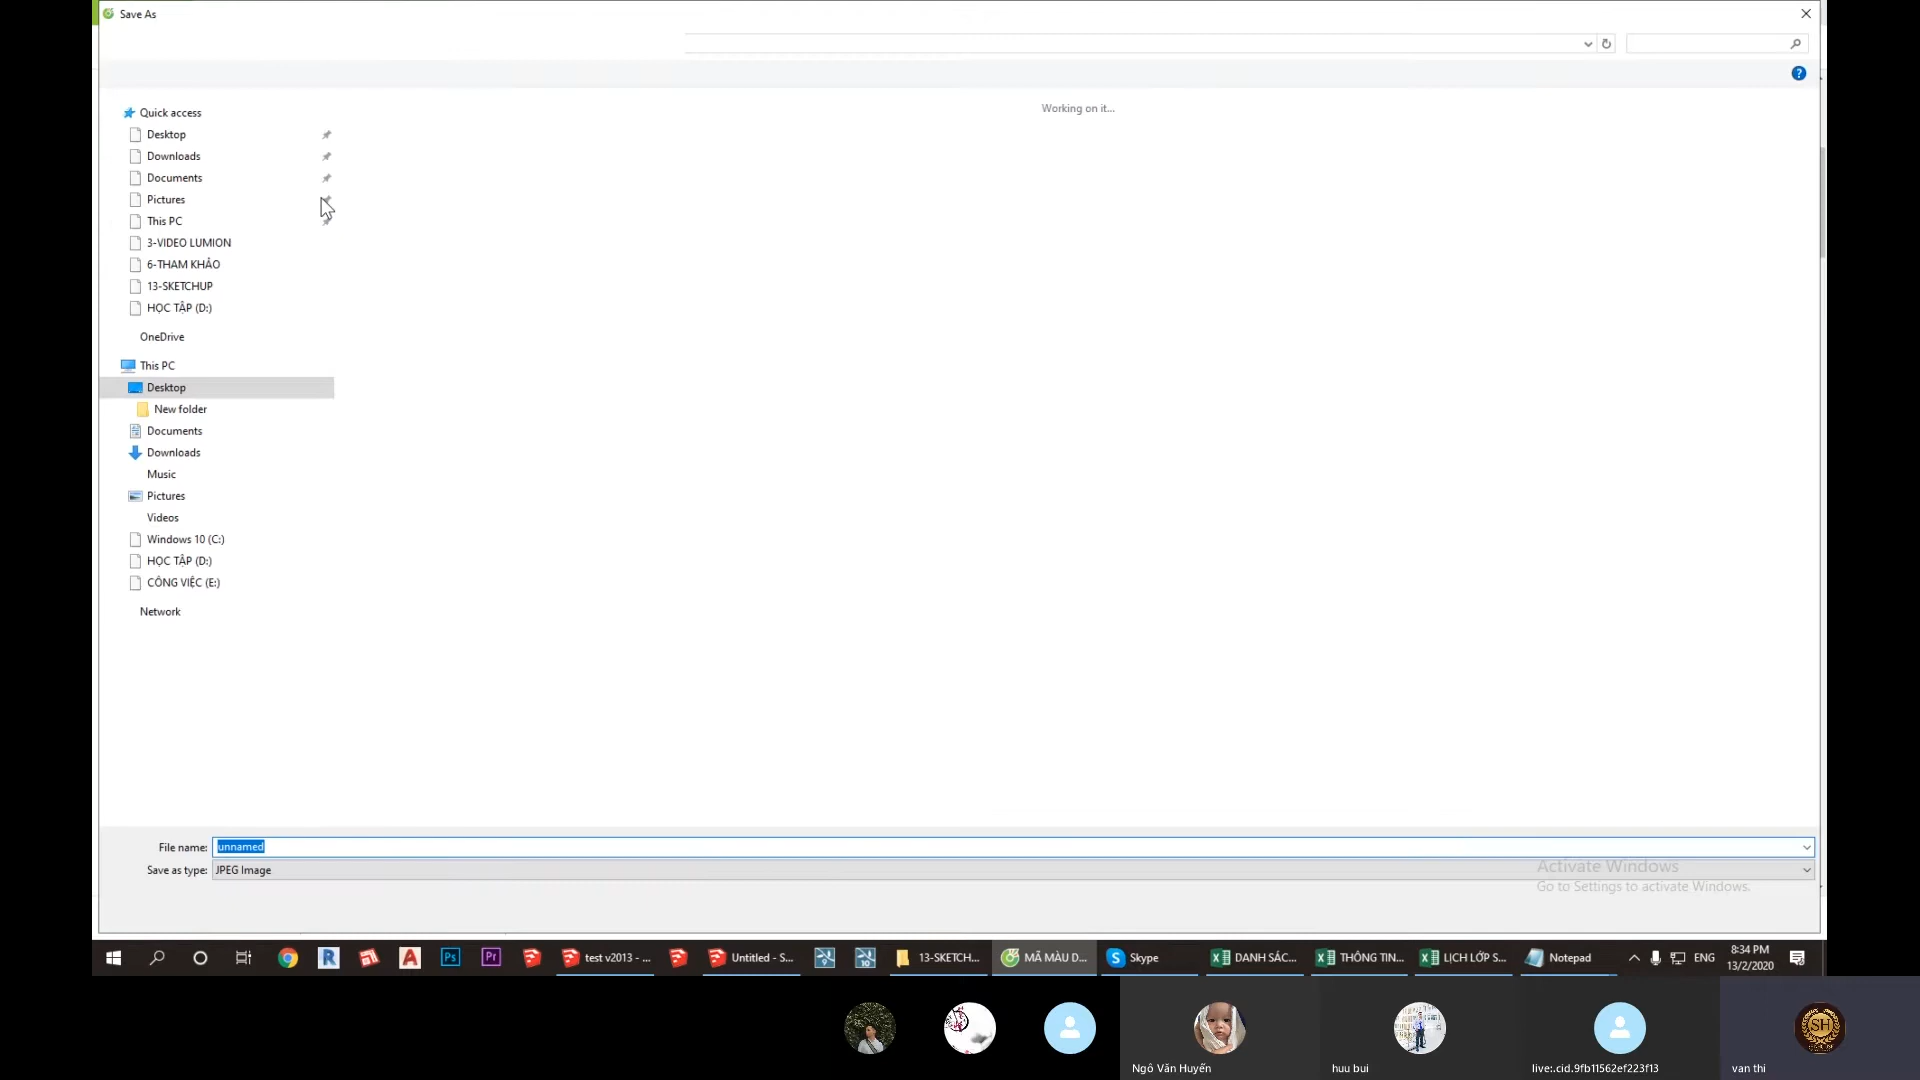 Save As
Working on it...
Quick access
Desktop
Downloads
Documents
Pictures
This PC
3-VIDEO LUMION
6-THAM KHẢO
13-SKETCHUP
HỌC TẬP (D:)
OneDrive
This PC
Desktop
New folder
Documents
Downloads
Music
Pictures
Videos
Windows 10 (C:)
HỌC TẬP (D:)
CÔNG VIỆC (E:)
Network
File name: unnamed
Save as type: JPEG Image
Activate Windows
Go to Settings to activate Windows.
test v2013 - ... Untitled - S... 9 10 13-SKETCH... MÃ MÀU D... Skype DANH SÁC... THÔNG TIN... LỊCH LỚP S... Notepad ENG 8:34 PM
13/2/2020
Ngô Văn Huyến huu bui live:.cid.9fb11562ef223f13 van thi